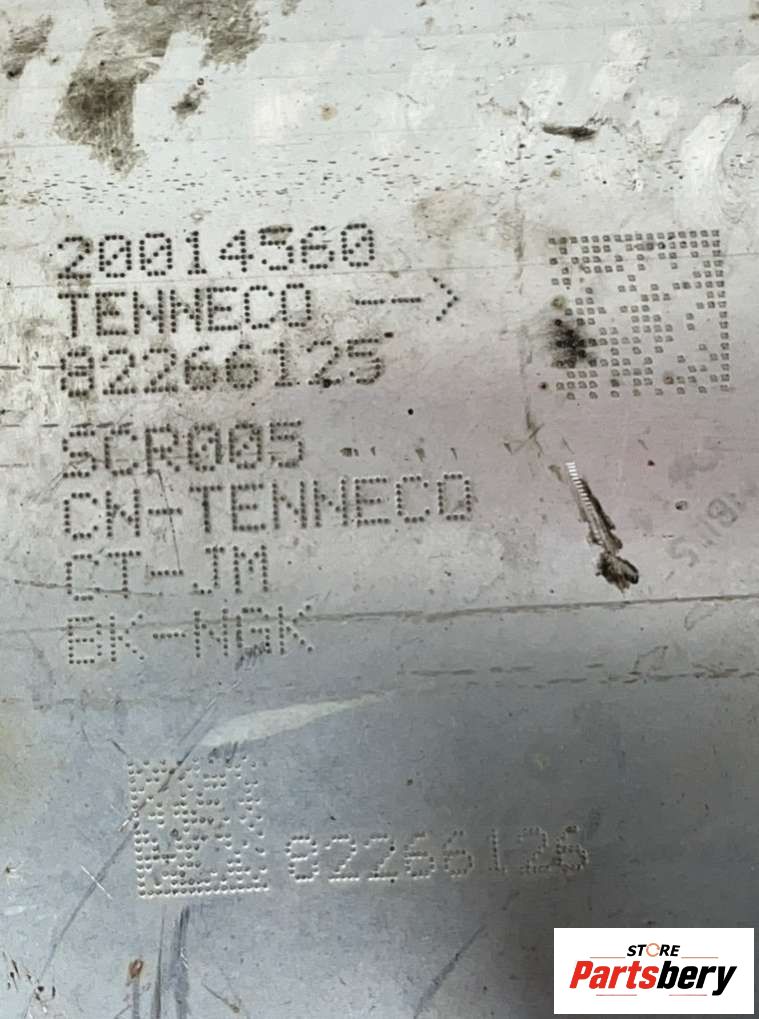 20014560
TENNECO -->
82266125
SCR005
CN-TENNECO
CT-JM
BK-NGK
82266126
STORE
Partsbery